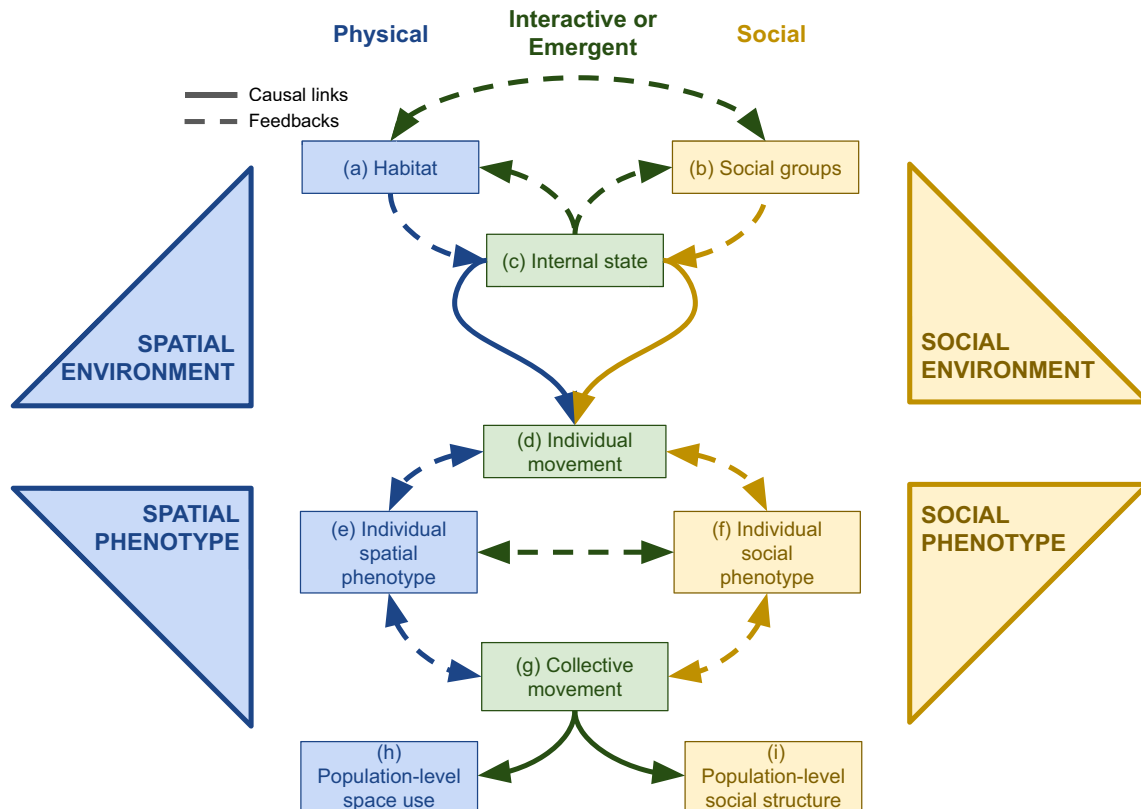 Physical
Interactive or
Emergent
Social
Causal links
Feedbacks
(a) Habitat
(b) Social groups
(c) Internal state
SPATIAL
ENVIRONMENT
SOCIAL
ENVIRONMENT
(d) Individual
movement
SPATIAL
PHENOTYPE
(e) Individual
spatial
phenotype
(f) Individual
social
phenotype
SOCIAL
PHENOTYPE
(g) Collective
movement
(h)
Population-level
space use
(i)
Population-level
social structure